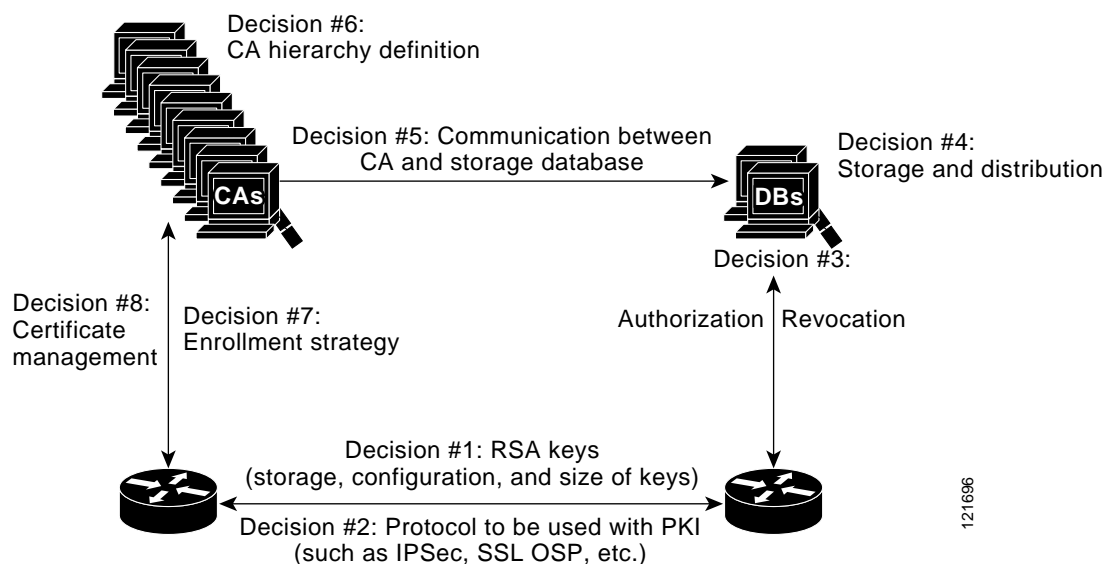 Decision #6:
CA hierarchy definition
Decision #5: Communication between
CA and storage database
Decision #4:
Storage and distribution
CAs
DBs
Decision #3:
Authorization
Revocation
Decision #8:
Certificate
management
Decision #7:
Enrollment strategy
Decision #1: RSA keys
(storage, configuration, and size of keys)
Decision #2: Protocol to be used with PKI
(such as IPSec, SSL OSP, etc.)
121696